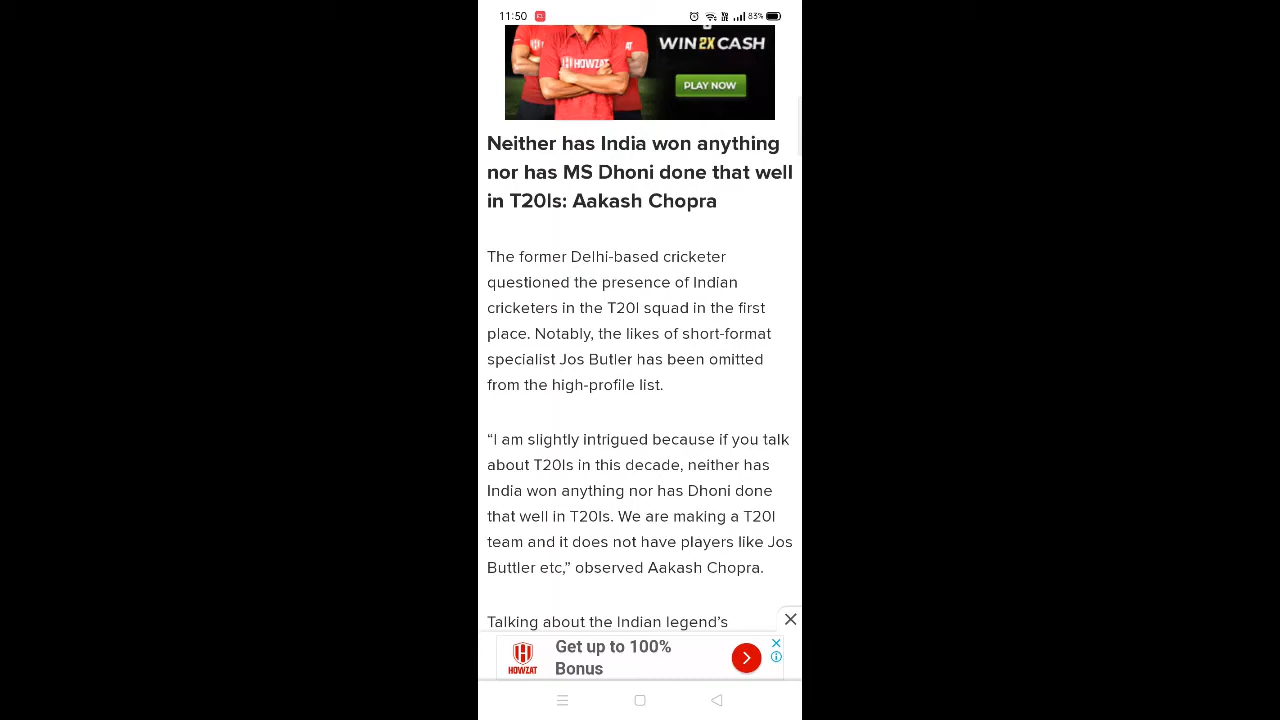 11:50
83%
WIN 2X CASH
HOWZAT
PLAY NOW
Neither has India won anything
nor has MS Dhoni done that well
in T20Is: Aakash Chopra
The former Delhi-based cricketer
questioned the presence of Indian
cricketers in the T20I squad in the first
place. Notably, the likes of short-format
specialist Jos Butler has been omitted
from the high-profile list.
“I am slightly intrigued because if you talk
about T20Is in this decade, neither has
India won anything nor has Dhoni done
that well in T20Is. We are making a T20I
team and it does not have players like Jos
Buttler etc,” observed Aakash Chopra.
Talking about the Indian legend’s
Get up to 100%
Bonus
HOWZAT